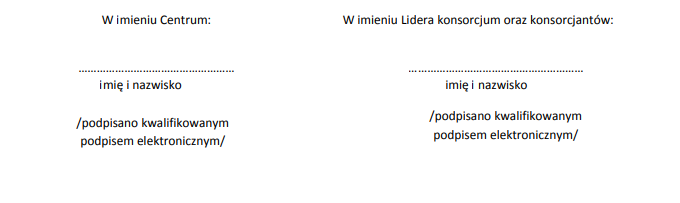 W imieniu Centrum:
W imieniu Lidera konsorcjum oraz konsorcjantów:
……………………………………………
…………………………………………………
imię i nazwisko
imię i nazwisko
/podpisano kwalifikowanym
podpisem elektronicznym/
/podpisano kwalifikowanym
podpisem elektronicznym/